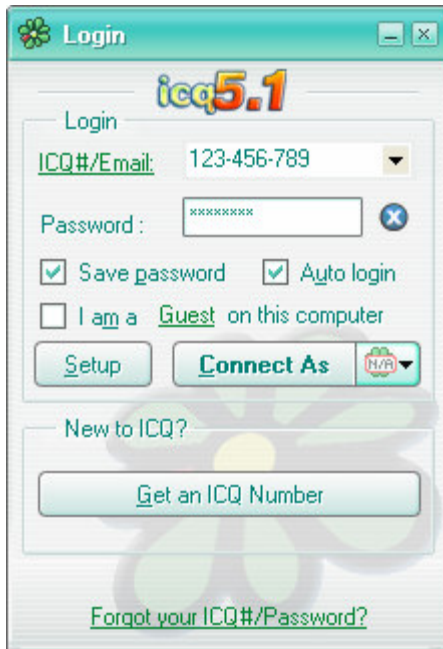 Login
icq5.1
Login
ICQ#/Email: 123-456-789
Password : ********
Save password Auto login
I am a Guest on this computer
Setup Connect As N/A
New to ICQ?
Get an ICQ Number
Forgot your ICQ#/Password?